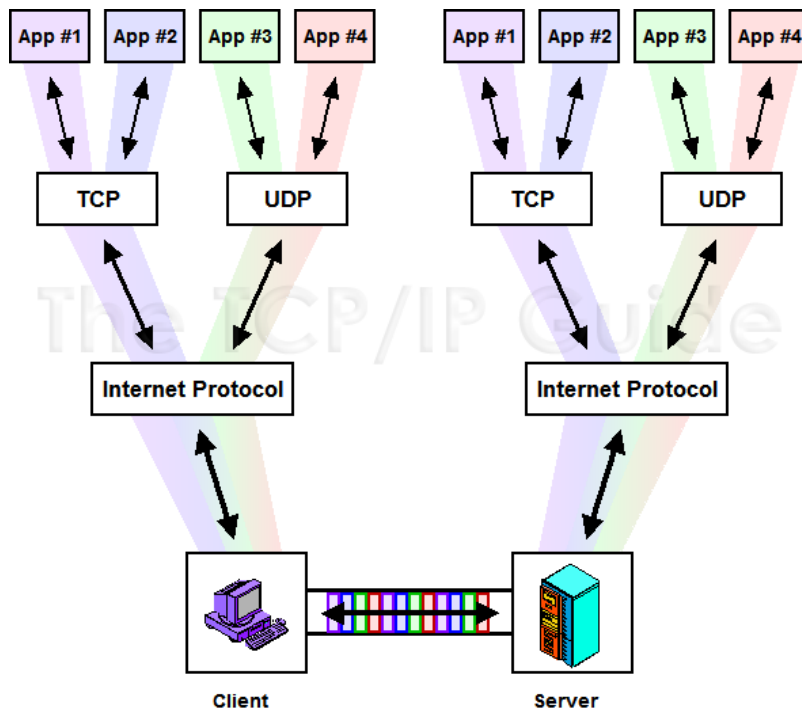 App #1 App #2 App #3 App #4 App #1 App #2 App #3 App #4
TCP UDP TCP UDP
The TCP/IP Guide
Internet Protocol Internet Protocol
Client Server